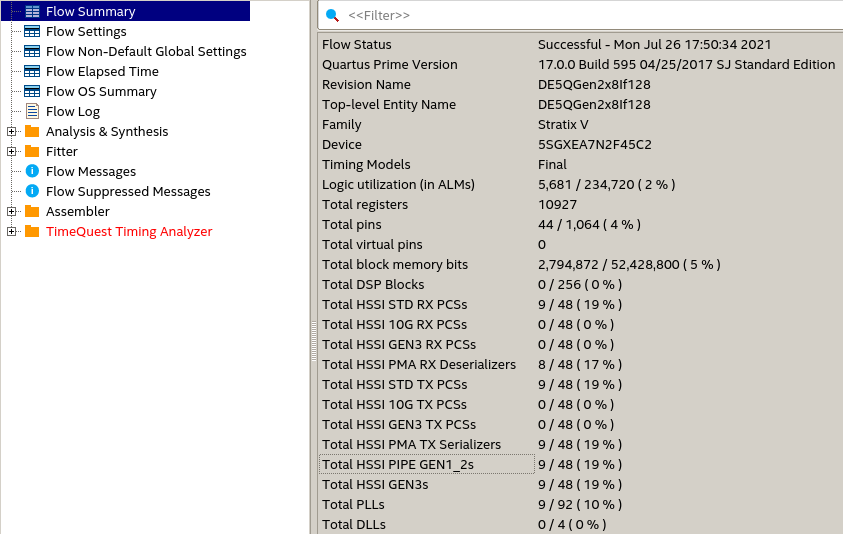 Flow Summary
Flow Settings
Flow Non-Default Global Settings
Flow Elapsed Time
Flow OS Summary
Flow Log
Analysis & Synthesis
Fitter
Flow Messages
Flow Suppressed Messages
Assembler
TimeQuest Timing Analyzer
<<Filter>>
Flow Status Successful - Mon Jul 26 17:50:34 2021
Quartus Prime Version 17.0.0 Build 595 04/25/2017 SJ Standard Edition
Revision Name DE5QGen2x8If128
Top-level Entity Name DE5QGen2x8If128
Family Stratix V
Device 5SGXEA7N2F45C2
Timing Models Final
Logic utilization (in ALMs) 5,681 / 234,720 ( 2 % )
Total registers 10927
Total pins 44 / 1,064 ( 4 % )
Total virtual pins 0
Total block memory bits 2,794,872 / 52,428,800 ( 5 % )
Total DSP Blocks 0 / 256 ( 0 % )
Total HSSI STD RX PCSs 9 / 48 ( 19 % )
Total HSSI 10G RX PCSs 0 / 48 ( 0 % )
Total HSSI GEN3 RX PCSs 0 / 48 ( 0 % )
Total HSSI PMA RX Deserializers 8 / 48 ( 17 % )
Total HSSI STD TX PCSs 9 / 48 ( 19 % )
Total HSSI 10G TX PCSs 0 / 48 ( 0 % )
Total HSSI GEN3 TX PCSs 0 / 48 ( 0 % )
Total HSSI PMA TX Serializers 9 / 48 ( 19 % )
Total HSSI PIPE GEN1_2s 9 / 48 ( 19 % )
Total HSSI GEN3s 9 / 48 ( 19 % )
Total PLLs 9 / 92 ( 10 % )
Total DLLs 0 / 4 ( 0 % )